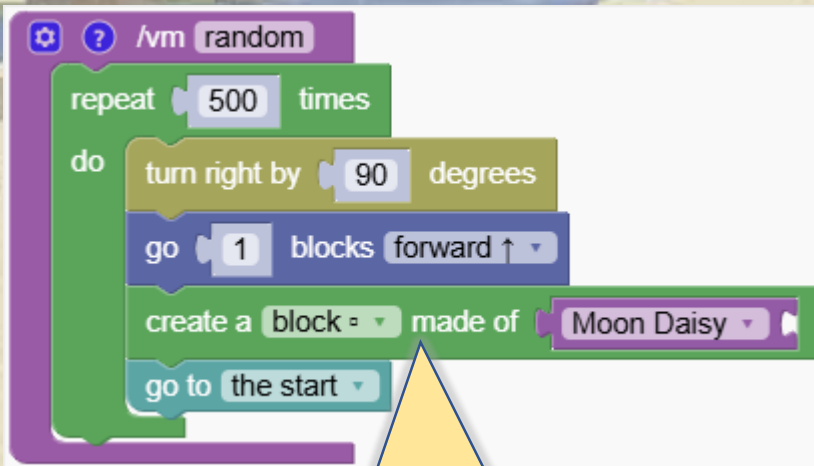 /vm random
repeat 500 times
do
turn right by 90 degrees
go 1 blocks forward ↑
create a block ▫ made of Moon Daisy
go to the start